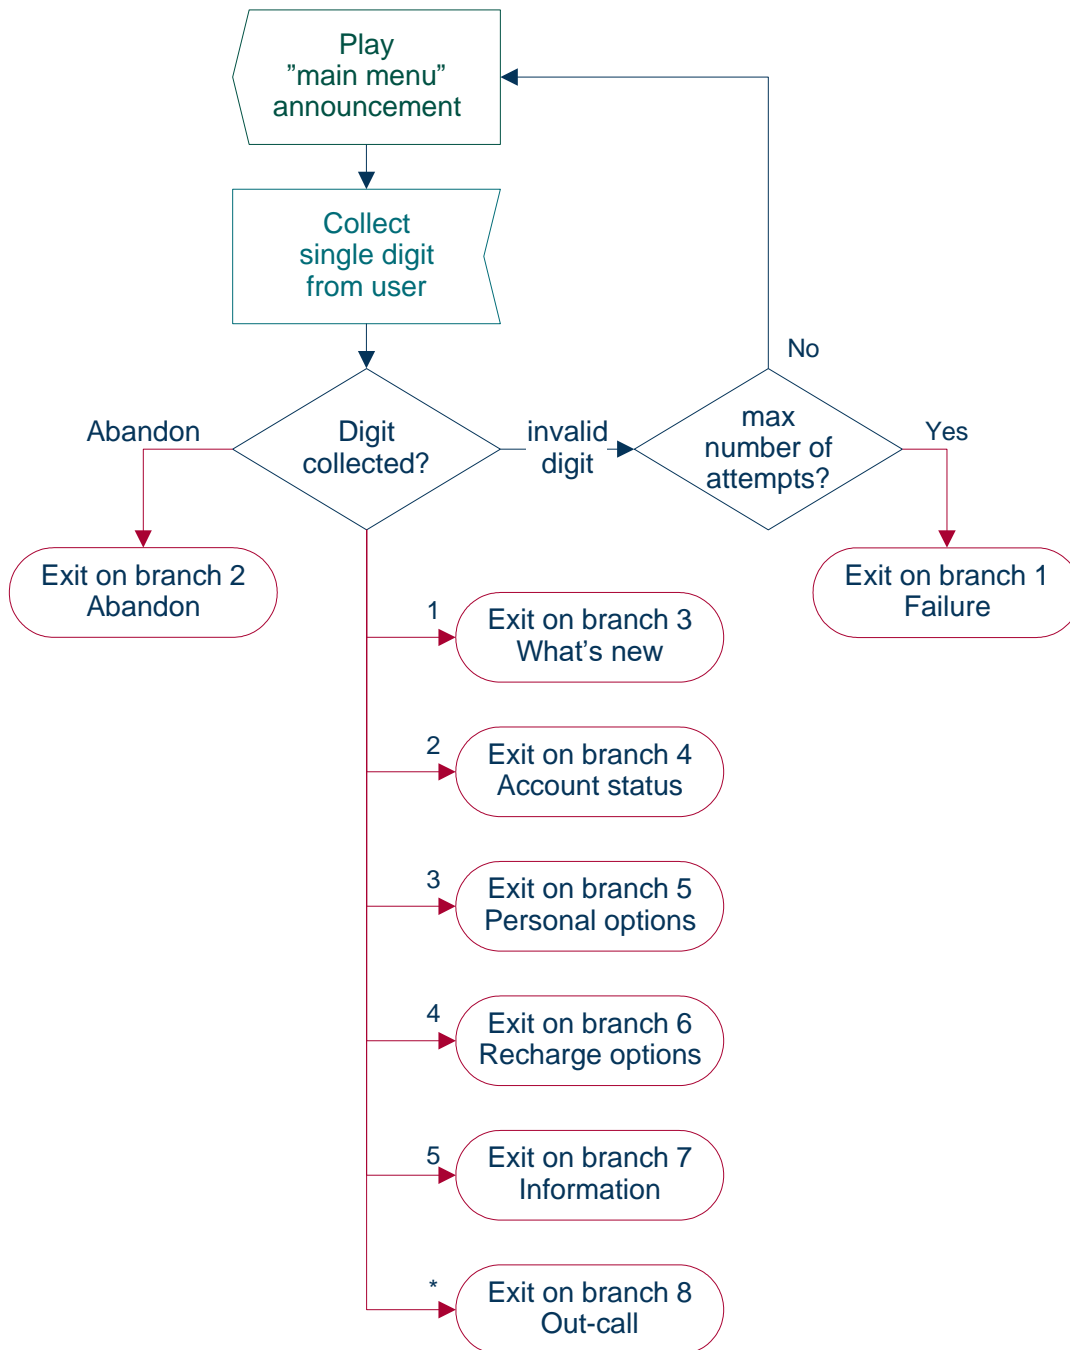 Play
”main menu”
announcement
Collect
single digit
from user
No
Abandon
Digit
collected?
invalid
digit
max
number of
attempts?
Yes
Exit on branch 2
Abandon
Exit on branch 1
Failure
1
Exit on branch 3
What’s new
2
Exit on branch 4
Account status
3
Exit on branch 5
Personal options
4
Exit on branch 6
Recharge options
5
Exit on branch 7
Information
*
Exit on branch 8
Out-call